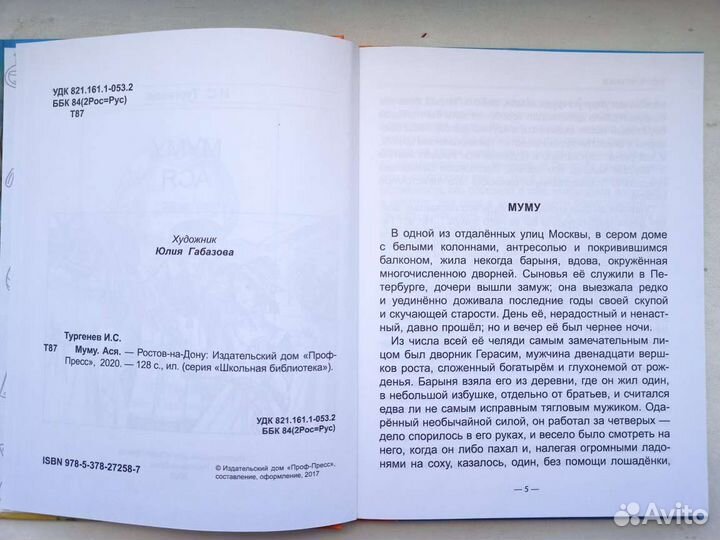 УДК 821.161.1-053.2
ББК 84(2Рос=Рус)
Т87
Художник
Юлия Габазова
Тургенев И.С.
Т87 Муму. Ася. — Ростов-на-Дону: Издательский дом «Проф-
Пресс», 2020. — 128 с., ил. (серия «Школьная библиотека»).
УДК 821.161.1-053.2
ББК 84(2Рос=Рус)
ISBN 978-5-378-27258-7
© Издательский дом «Проф-Пресс»,
составление, оформление, 2017
МУМУ
В одной из отдалённых улиц Москвы, в сером доме
с белыми колоннами, антресолью и покривившимся
балконом, жила некогда барыня, вдова, окружённая
многочисленною дворней. Сыновья её служили в Пе-
тербурге, дочери вышли замуж; она выезжала редко
и уединённо доживала последние годы своей скупой
и скучающей старости. День её, нерадостный и ненаст-
ный, давно прошёл; но и вечер её был чернее ночи.
Из числа всей её челяди самым замечательным ли-
цом был дворник Герасим, мужчина двенадцати верш-
ков роста, сложенный богатырём и глухонемой от рож-
денья. Барыня взяла его из деревни, где он жил один,
в небольшой избушке, отдельно от братьев, и считался
едва ли не самым исправным тягловым мужиком. Ода-
рённый необычайной силой, он работал за четверых —
дело спорилось в его руках, и весело было смотреть на
него, когда он либо пахал и, налегая огромными ладо-
нями на соху, казалось, один, без помощи лошадёнки,
— 5 —
Avito